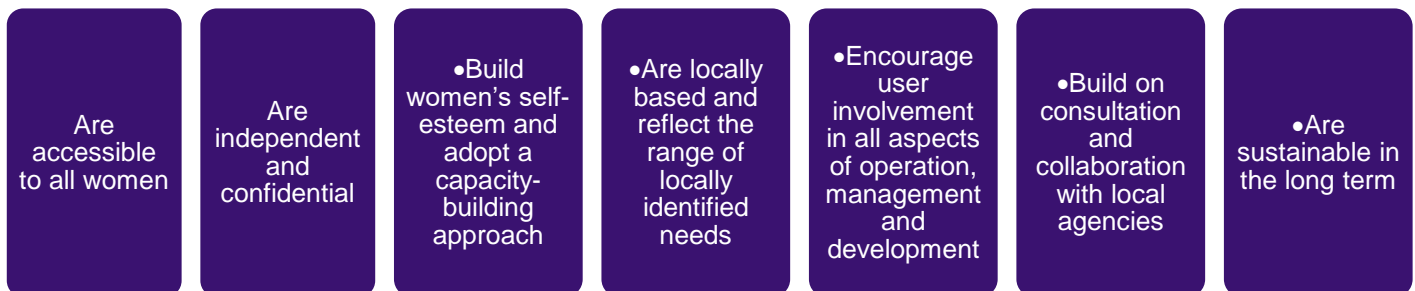 Are
accessible
to all women
Are
independent
and
confidential
•Build
women’s self-
esteem and
adopt a
capacity-
building
approach
•Are locally
based and
reflect the
range of
locally
identified
needs
•Encourage
user
involvement
in all aspects
of operation,
management
and
development
•Build on
consultation
and
collaboration
with local
agencies
•Are
sustainable in
the long term